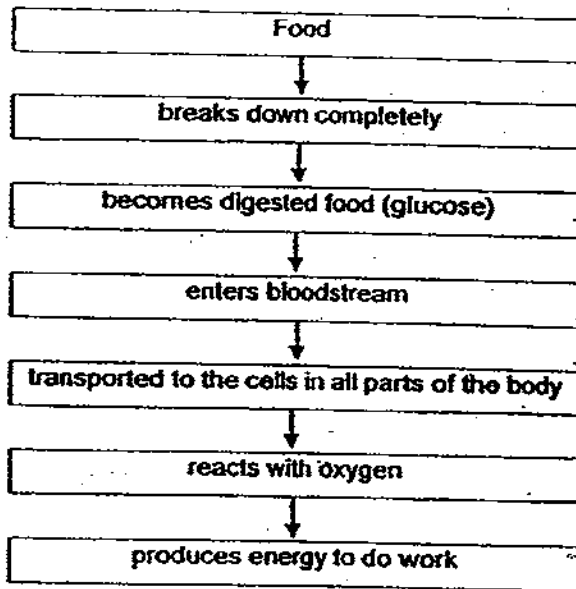 Food
breaks down completely
becomes digested food (glucose)
enters bloodstream
transported to the cells in all parts of the body
reacts with oxygen
produces energy to do work